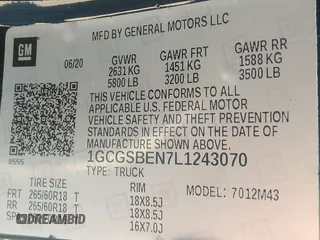 MFD BY GENERAL MOTORS LLC
GM
06/20
GVWR GAWR FRT GAWR RR
2631 KG 1451 KG 1588 KG
5800 LB 3200 LB 3500 LB
THIS VEHICLE CONFORMS TO ALL
APPLICABLE U.S. FEDERAL MOTOR
VEHICLE SAFETY AND THEFT PREVENTION
STANDARDS IN EFFECT ON THE DATE OF
MANUFACTURE SHOWN ABOVE.
8555
1GCGSBEN7L1243070
TYPE: TRUCK
TIRE SIZE RIM MODEL: 7012M43
FRT 265/60R18 T 18X8.5J
RR 265/60R18 T 18X8.5J
16X7.0J
DREAMBID